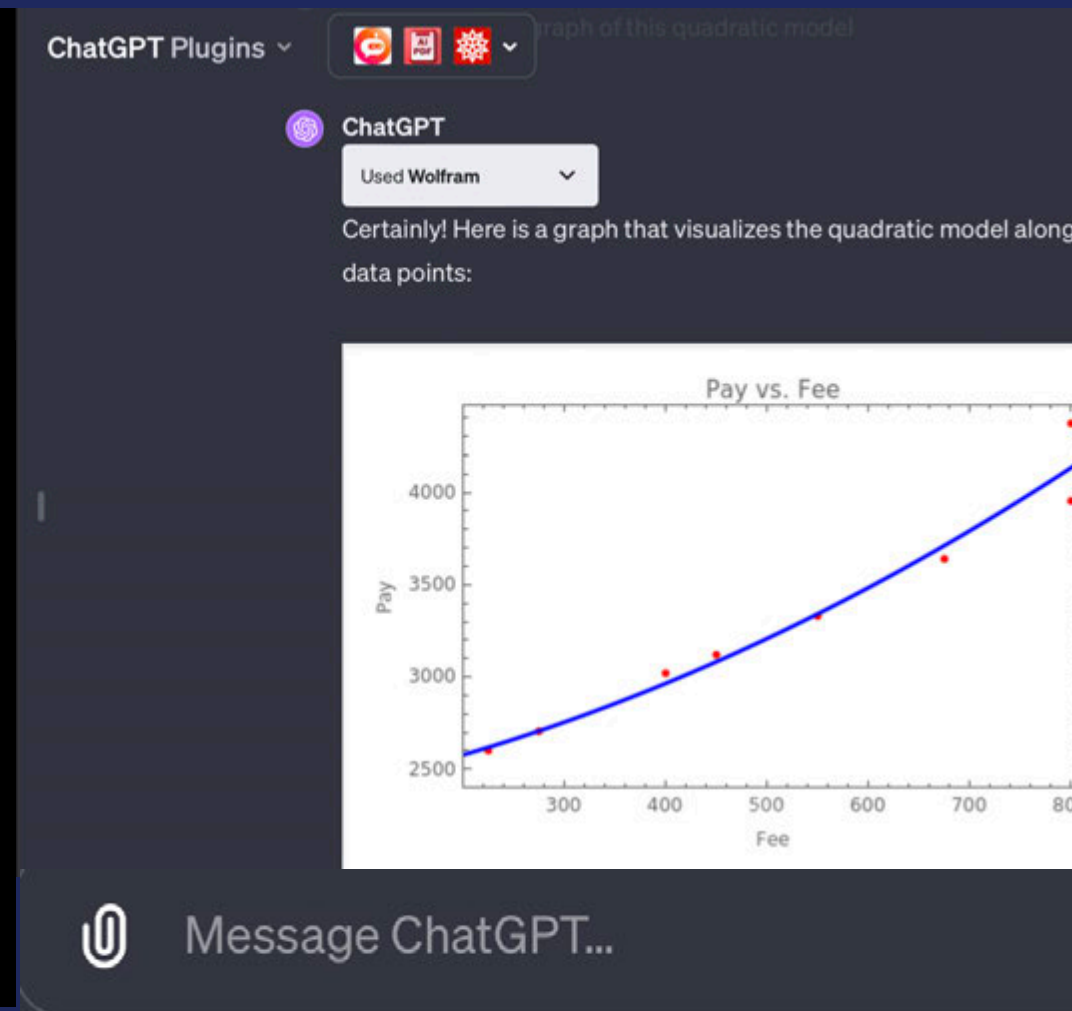 raph of this quadratic model
ChatGPT Plugins
AI
PDF
ChatGPT
Used Wolfram
Certainly! Here is a graph that visualizes the quadratic model along
data points:
Pay vs. Fee
4000
3500
3000
2500
Pay
300 400 500 600 700 80
Fee
Message ChatGPT...